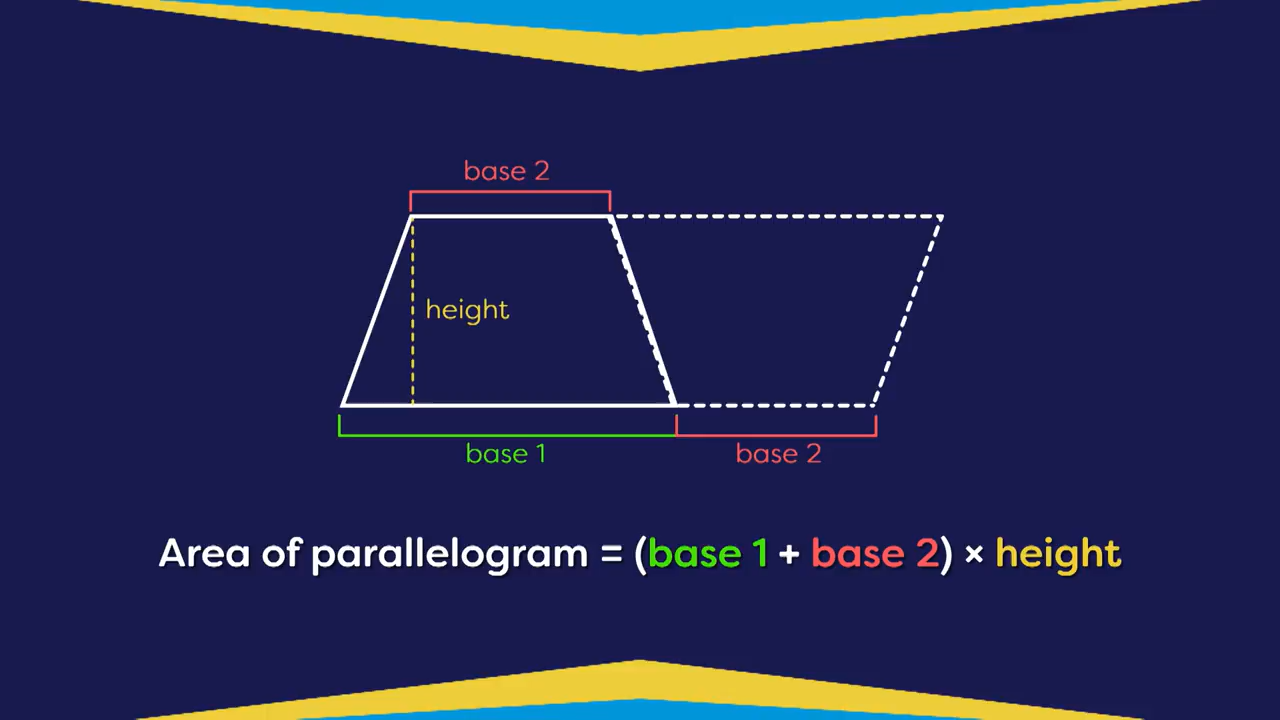 base 2
height
base 1
base 2
Area of parallelogram = (base 1 + base 2) × height